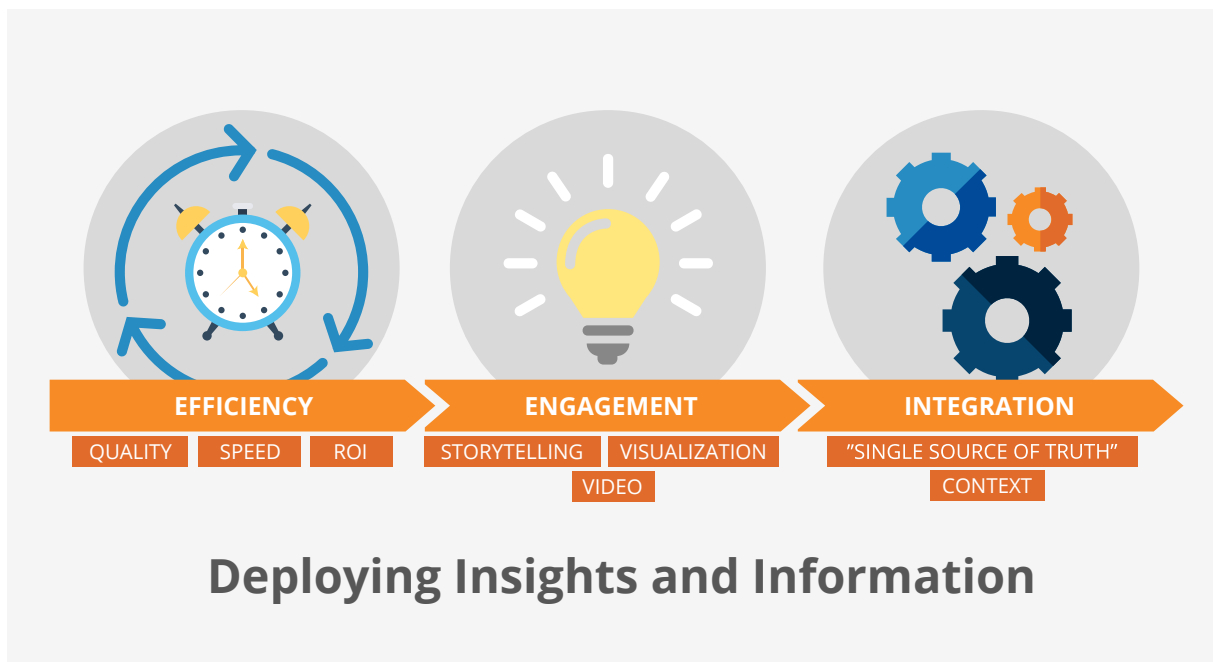 EFFICIENCY
QUALITY SPEED ROI
ENGAGEMENT
STORYTELLING VISUALIZATION
VIDEO
INTEGRATION
”SINGLE SOURCE OF TRUTH”
CONTEXT
Deploying Insights and Information